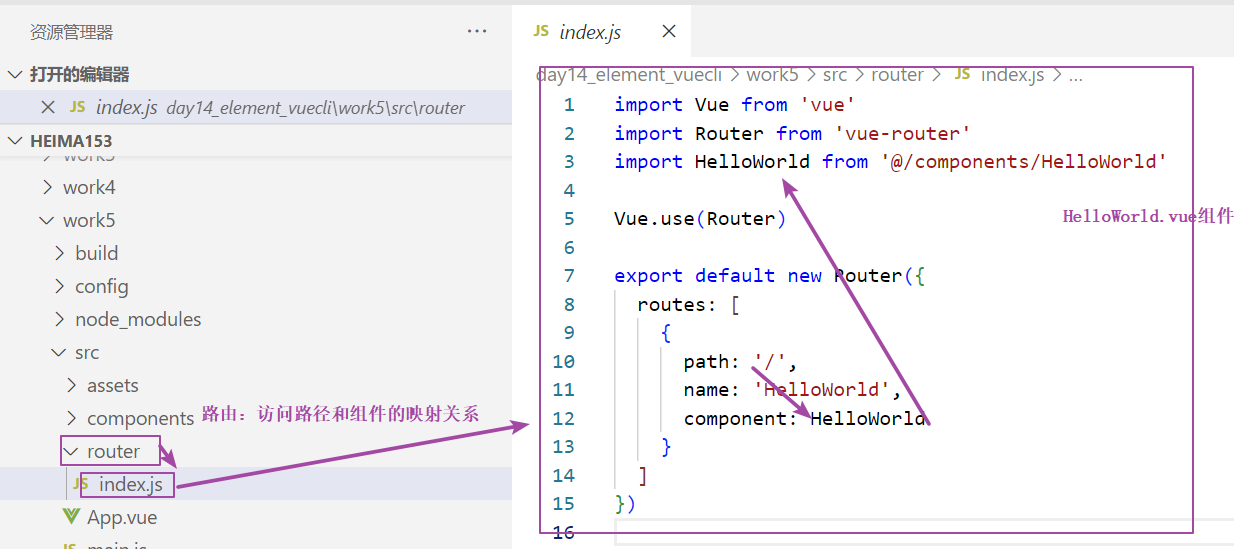 资源管理器
···
打开的编辑器
JS index.js day14_element_vuecli\work5\src\router
HEIMA153
work4
work5
build
config
node_modules
src
assets
components
路由：访问路径和组件的映射关系
router
JS index.js
App.vue
JS index.js
day14_element_vuecli > work5 > src > router > JS index.js > ...
1 import Vue from 'vue'
2 import Router from 'vue-router'
3 import HelloWorld from '@/components/HelloWorld'
4
5 Vue.use(Router)
6
7 export default new Router({
8 routes: [
9 {
10 path: '/',
11 name: 'HelloWorld',
12 component: HelloWorld
13 }
14 ]
15 })
16
HelloWorld.vue组件